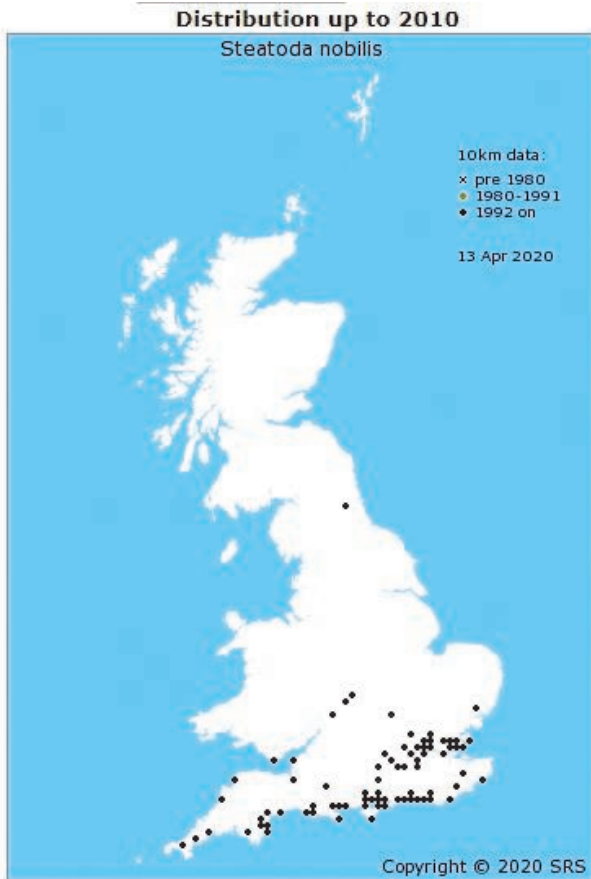 Distribution up to 2010
Steatoda nobilis
10km data:
× pre 1980
1980-1991
1992 on
13 Apr 2020
Copyright © 2020 SRS